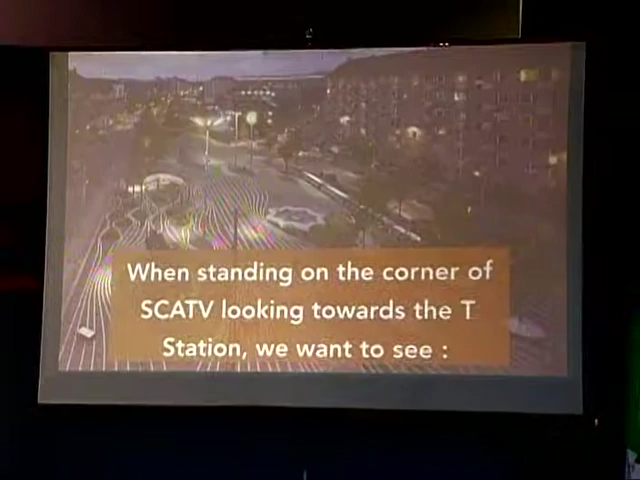 When standing on the corner of
SCATV looking towards the T
Station, we want to see :